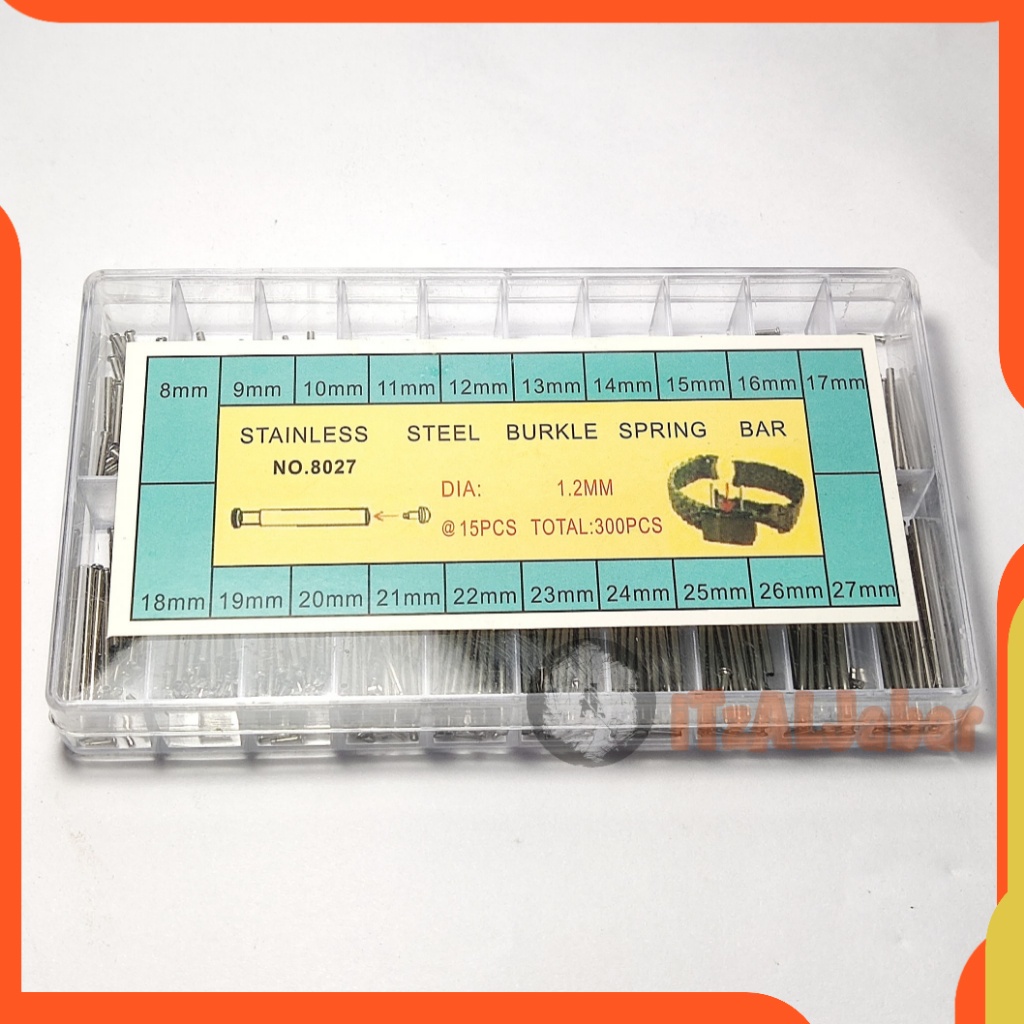 8mm 9mm 10mm 11mm 12mm 13mm 14mm 15mm 16mm 17mm
STAINLESS STEEL BURKLE SPRING BAR
NO.8027
DIA: 1.2MM
@15PCS TOTAL:300PCS
18mm 19mm 20mm 21mm 22mm 23mm 24mm 25mm 26mm 27mm
iTzALJabar